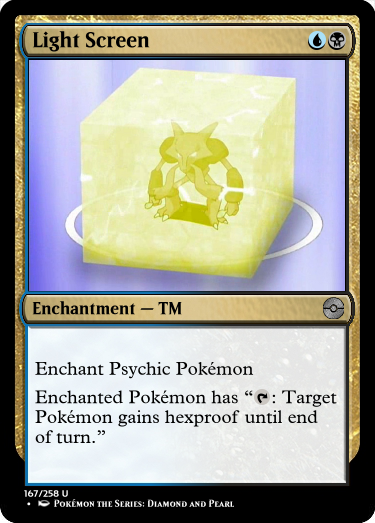 Light Screen
Enchantment — TM
Enchant Psychic Pokémon
Enchanted Pokémon has “: Target
Pokémon gains hexproof until end
of turn.”
167/258 U
• Pokémon the Series: Diamond and Pearl